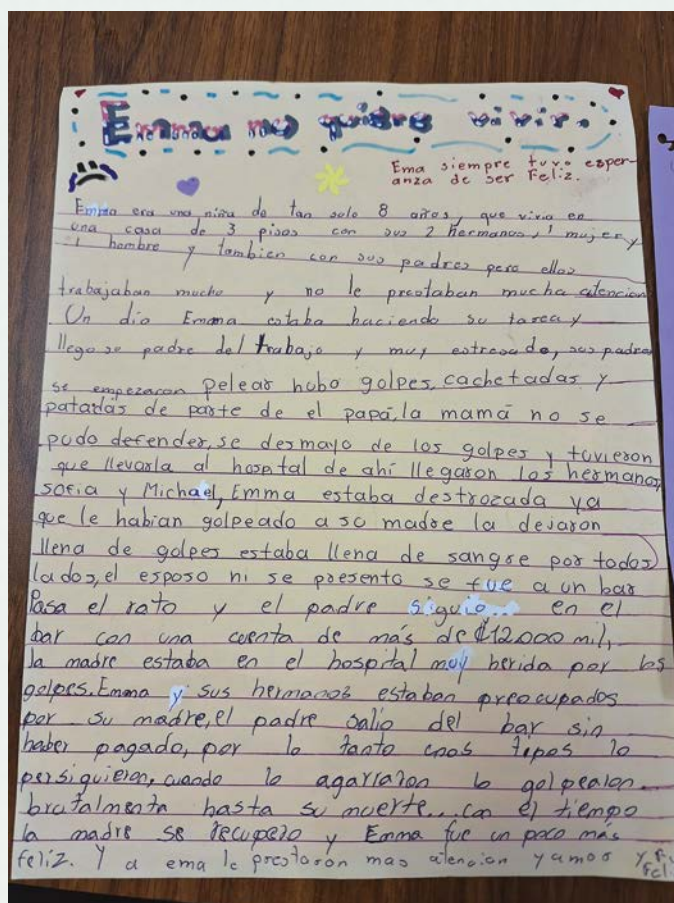 Emma no quiere vivir.
Ema siempre tuvo esper-
anza de ser Feliz.
Emma era una niña de tan solo 8 años, que vivia en
una casa de 3 pisos con sus 2 hermanos, 1 mujer y
1 hombre y tambien con sus padres pero ellos
trabajaban mucho y no le prestaban mucha atencion
Un dia Emma estaba haciendo su tarea y
llego su padre del trabajo y muy estresado, sus padres
se empezaron pelear hubo golpes, cachetadas y
patadas de parte de el papá, la mamá no se
pudo defender, se desmayo de los golpes y tuvieron
que llevarla al hospital de ahí llegaron los hermanos,
sofia y Michael, Emma estaba destrozada ya
que le habian golpeado a su madre la dejaron
llena de golpes estaba llena de sangre por todos
lados, el esposo ni se presento se fue a un bar
Pasa el rato y el padre siguio... en el
bar con una cuenta de más de ₡12.000 mil,
la madre estaba en el hospital muy herida por los
golpes. Emma y sus hermanos estaban preocupados
por su madre, el padre salio del bar sin
haber pagado, por lo tanto unos tipos lo
persiguieron, cuando lo agarraron lo golpearon...
brutalmente hasta su muerte... con el tiempo
la madre se recupero y Emma fue un poco más
feliz. Y a ema le prestaron mas atencion y amor y